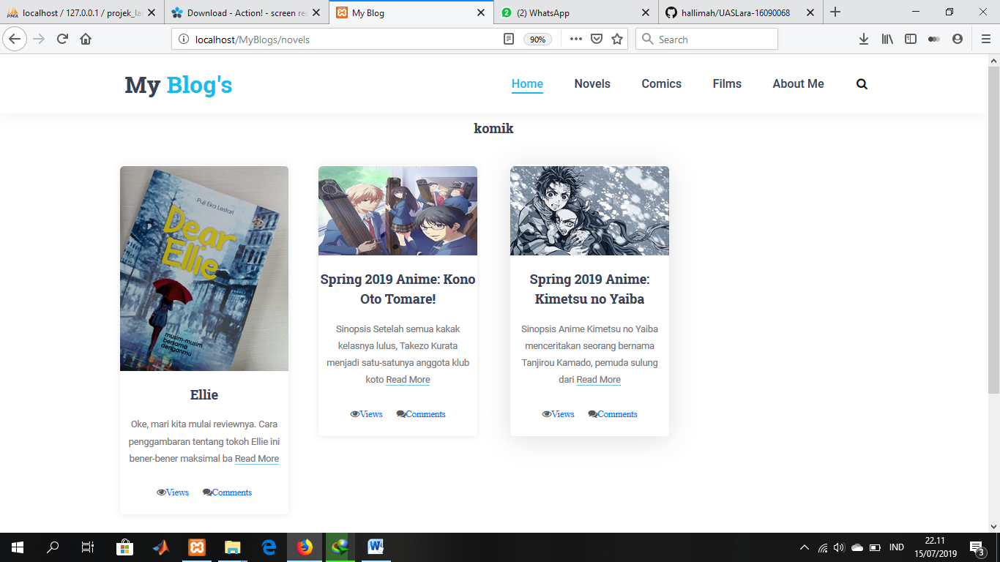 localhost / 127.0.0.1 / projek_la
Download - Action! - screen rec
My Blog
(2) WhatsApp
hallimah/UASLara-16090068
localhost/MyBlogs/novels
90%
Search
My Blog's
Home
Novels
Comics
Films
About Me
komik
Puji Eka Lestari
Dear
Ellie
musim-musim
bersama
denganmu
Ellie
Oke, mari kita mulai reviewnya. Cara
penggambaran tentang tokoh Ellie ini
bener-bener maksimal ba Read More
Views Comments
Spring 2019 Anime: Kono
Oto Tomare!
Sinopsis Setelah semua kakak
kelasnya lulus, Takezo Kurata
menjadi satu-satunya anggota klub
koto Read More
Views Comments
Spring 2019 Anime:
Kimetsu no Yaiba
Sinopsis Anime Kimetsu no Yaiba
menceritakan seorang bernama
Tanjirou Kamado, pemuda sulung
dari Read More
Views Comments
IND
22.11
15/07/2019
3